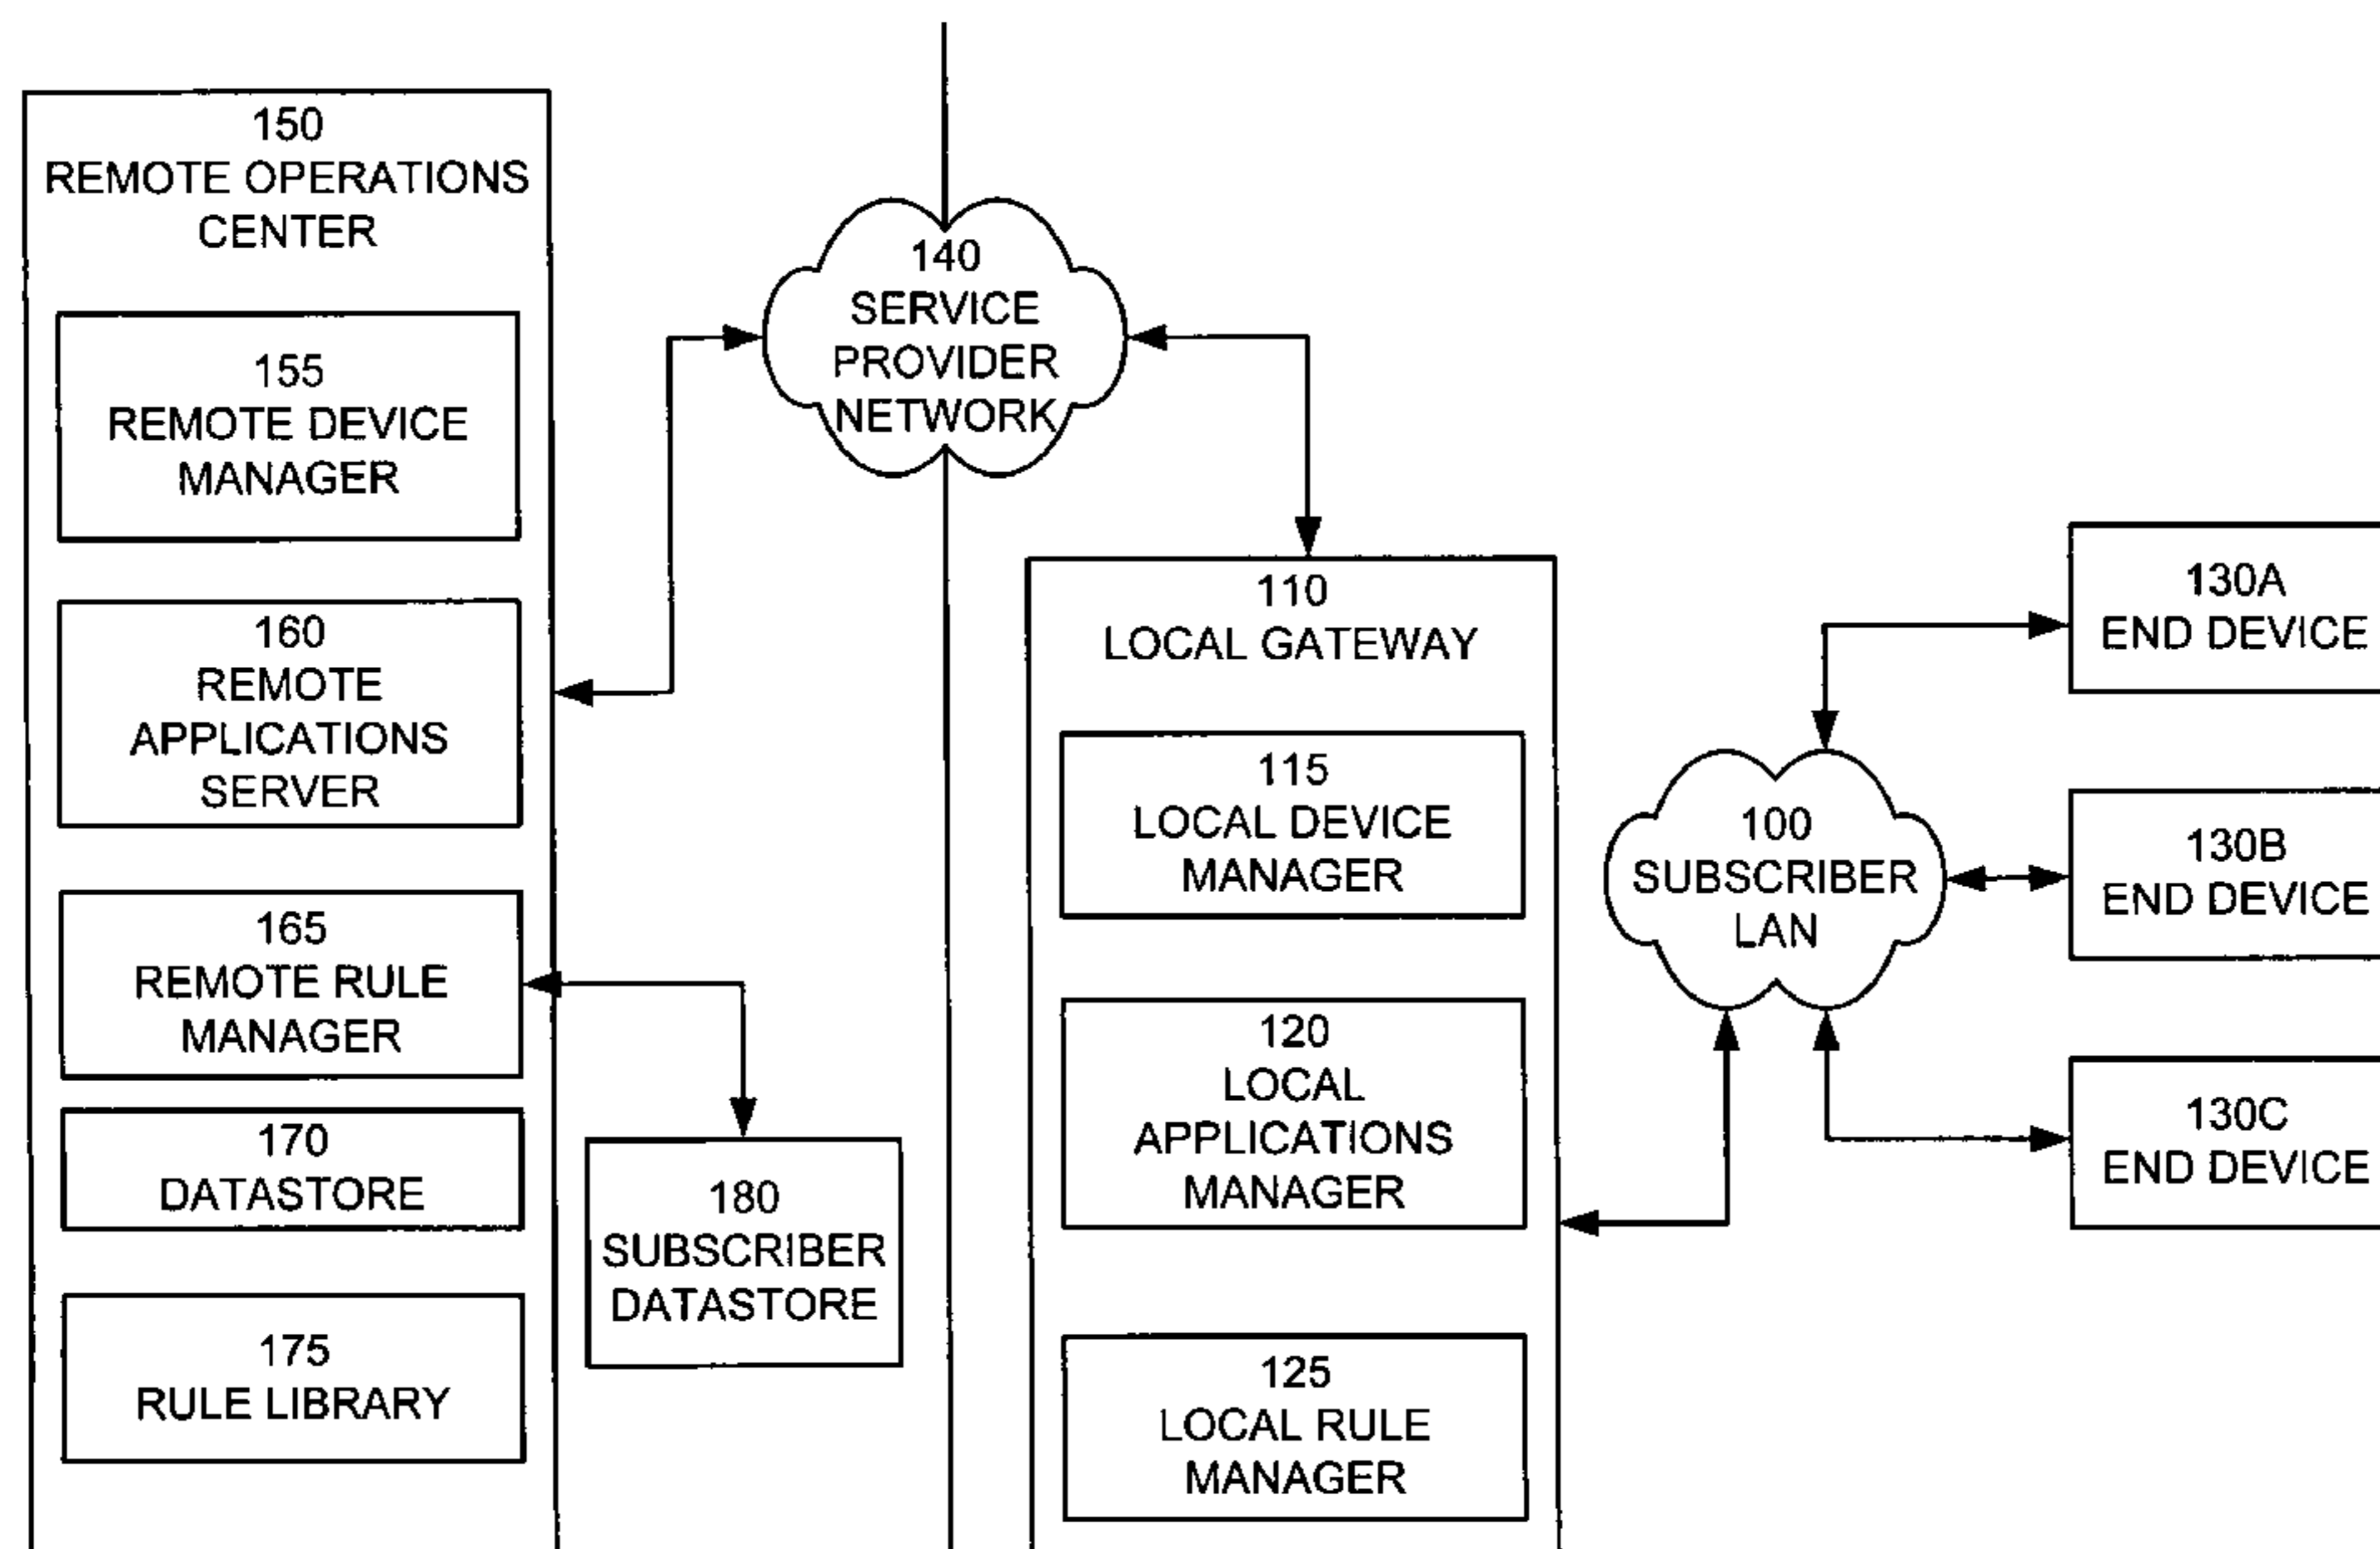 150
REMOTE OPERATIONS
CENTER
155
REMOTE DEVICE
MANAGER
160
REMOTE
APPLICATIONS
SERVER
165
REMOTE RULE
MANAGER
170
DATASTORE
175
RULE LIBRARY
180
SUBSCRIBER
DATASTORE
140
SERVICE
PROVIDER
NETWORK
110
LOCAL GATEWAY
115
LOCAL DEVICE
MANAGER
120
LOCAL
APPLICATIONS
MANAGER
125
LOCAL RULE
MANAGER
100
SUBSCRIBER
LAN
130A
END DEVICE
130B
END DEVICE
130C
END DEVICE